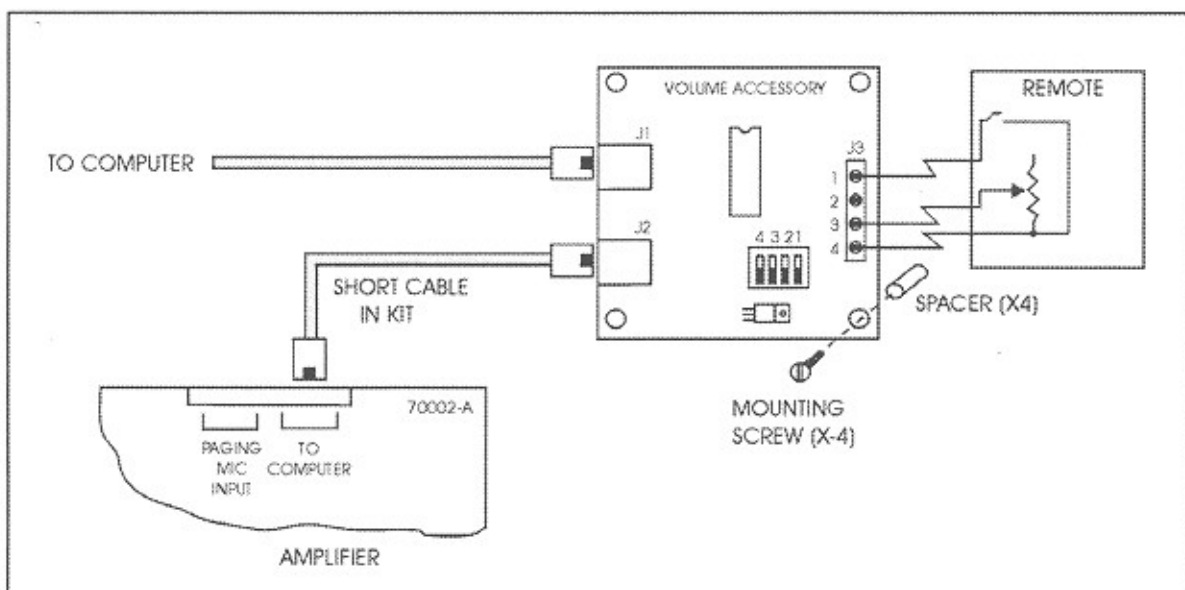 VOLUME ACCESSORY
REMOTE
TO COMPUTER
J1
J3
1
2
3
4
J2
4 3 2 1
SHORT CABLE
IN KIT
SPACER (X4)
MOUNTING
SCREW (X-4)
70002-A
PAGING
MIC
INPUT
TO
COMPUTER
AMPLIFIER